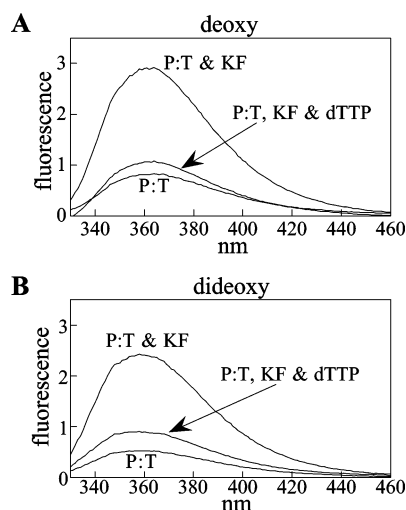 A
deoxy
3
2
1
0
fluorescence
P:T & KF
P:T, KF & dTTP
P:T
340 360 380 400 420 440 460
nm
B
dideoxy
3
2
1
0
fluorescence
P:T & KF
P:T, KF & dTTP
P:T
340 360 380 400 420 440 460
nm